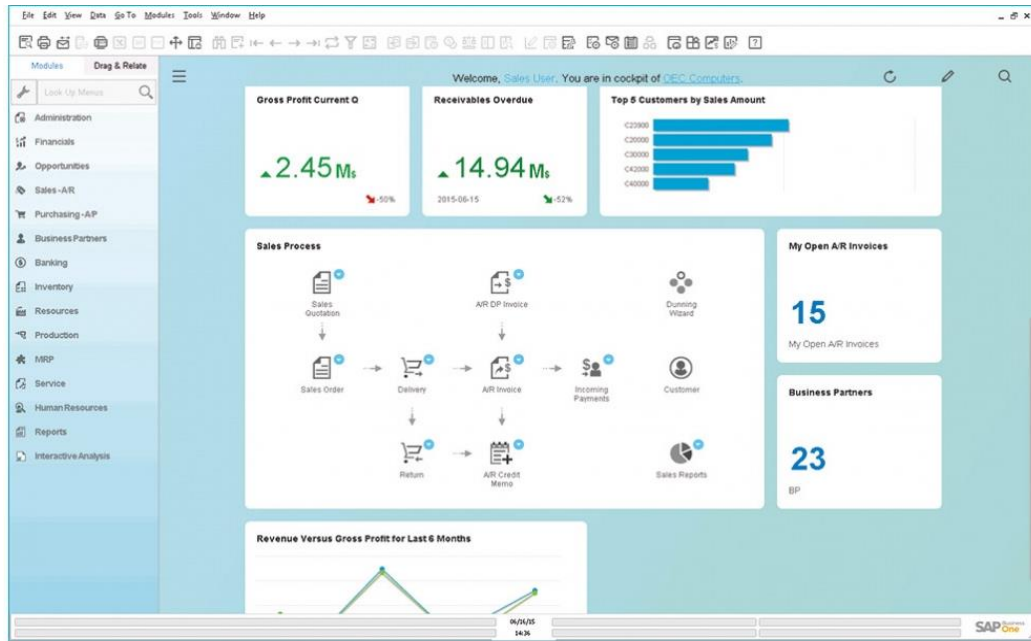 File Edit View Data Go To Modules Tools Window Help
Modules Drag & Relate
Look Up Menus
Welcome, Sales User. You are in cockpit of OEC Computers.
Administration
Financials
Opportunities
Sales - A/R
Purchasing - A/P
Business Partners
Banking
Inventory
Resources
Production
MRP
Service
Human Resources
Reports
Interactive Analysis
Gross Profit Current Q
2.45 M$
-50%
Receivables Overdue
14.94 M$
2015-06-15
-52%
Top 5 Customers by Sales Amount
C23900
C20000
C30000
C42000
C40000
Sales Process
Sales
Quotation
A/R DP Invoice
Dunning
Wizard
Sales Order
Delivery
A/R Invoice
Incoming
Payments
Customer
Return
A/R Credit
Memo
Sales Reports
My Open A/R Invoices
15
My Open A/R Invoices
Business Partners
23
BP
Revenue Versus Gross Profit for Last 6 Months
06/16/15
14:36
SAP Business
One